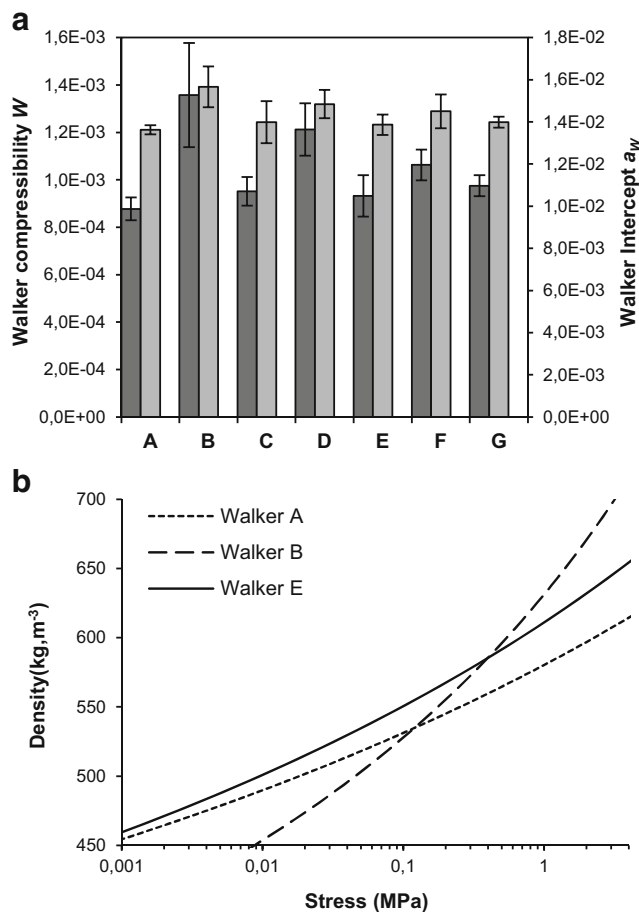 a
Walker compressibility W
1,6E-03
1,4E-03
1,2E-03
1,0E-03
8,0E-04
6,0E-04
4,0E-04
2,0E-04
0,0E+00
1,8E-02
1,6E-02
1,4E-02
1,2E-02
1,0E-02
8,0E-03
6,0E-03
4,0E-03
2,0E-03
0,0E+00
Walker Intercept aw
A B C D E F G
b
Density(kg,m-3)
700
650
600
550
500
450
Walker A
Walker B
Walker E
0,001 0,01 0,1 1
Stress (MPa)